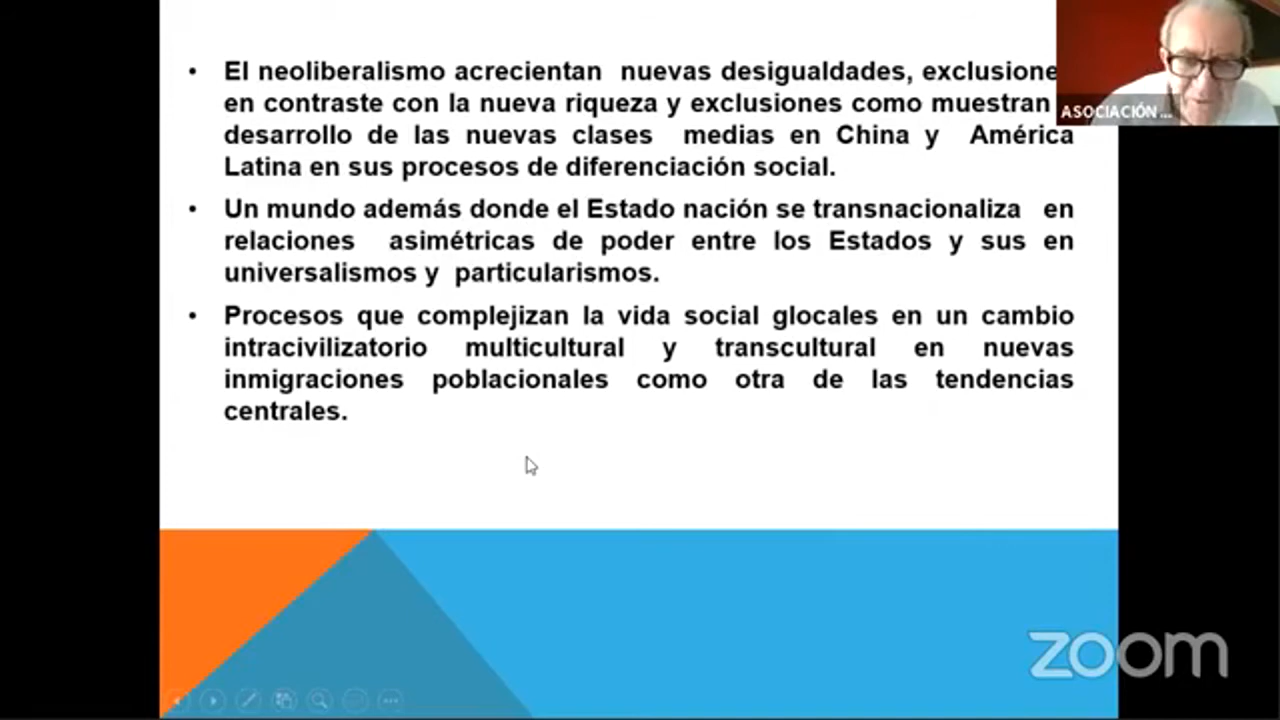 El neoliberalismo acrecientan nuevas desigualdades, exclusione
en contraste con la nueva riqueza y exclusiones como muestran
desarrollo de las nuevas clases medias en China y América
Latina en sus procesos de diferenciación social.
Un mundo además donde el Estado nación se transnacionaliza en
relaciones asimétricas de poder entre los Estados y sus en
universalismos y particularismos.
Procesos que complejizan la vida social glocales en un cambio
intracivilizatorio multicultural y transcultural en nuevas
inmigraciones poblacionales como otra de las tendencias
centrales.
ASOCIACIÓN ...
zoom